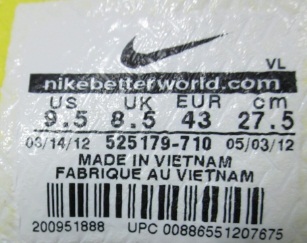 VL
nikebetterworld.com
US UK EUR cm
9.5 8.5 43 27.5
03/14/12 525179-710 05/03/12
MADE IN VIETNAM
FABRIQUE AU VIETNAM
200951888 UPC 00886551207675